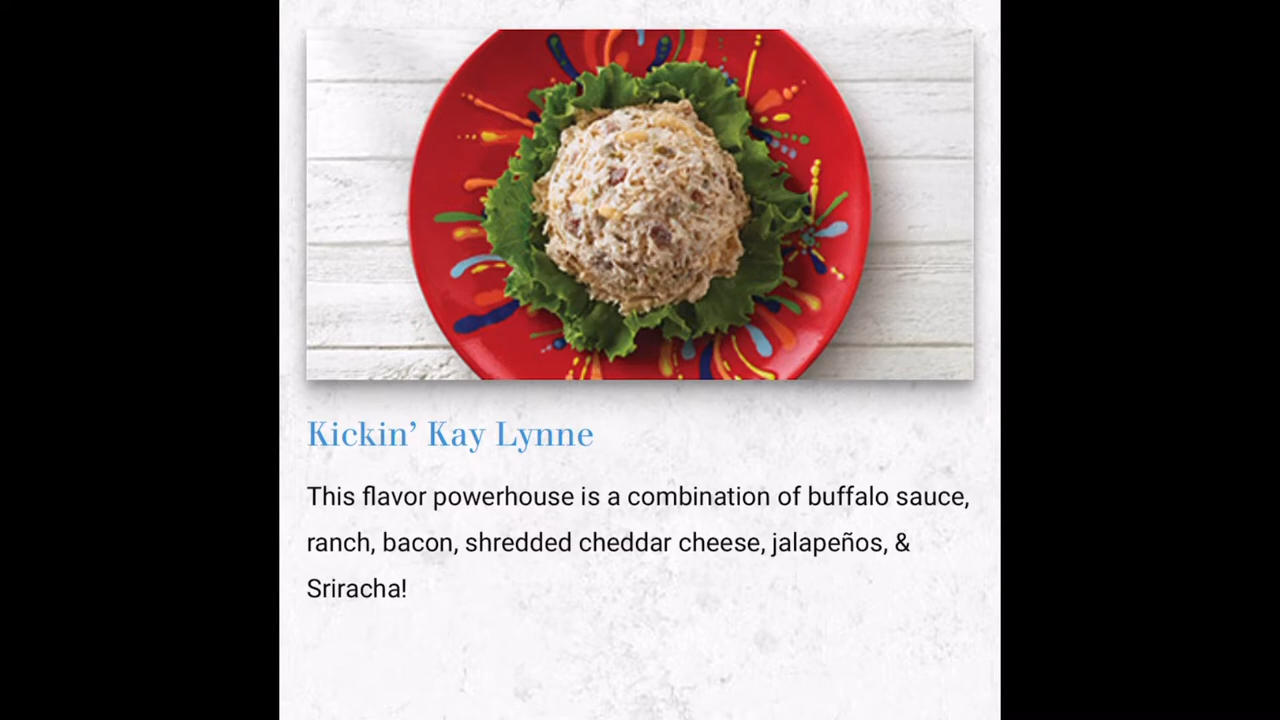 Kickin’ Kay Lynne
This flavor powerhouse is a combination of buffalo sauce,
ranch, bacon, shredded cheddar cheese, jalapeños, &
Sriracha!